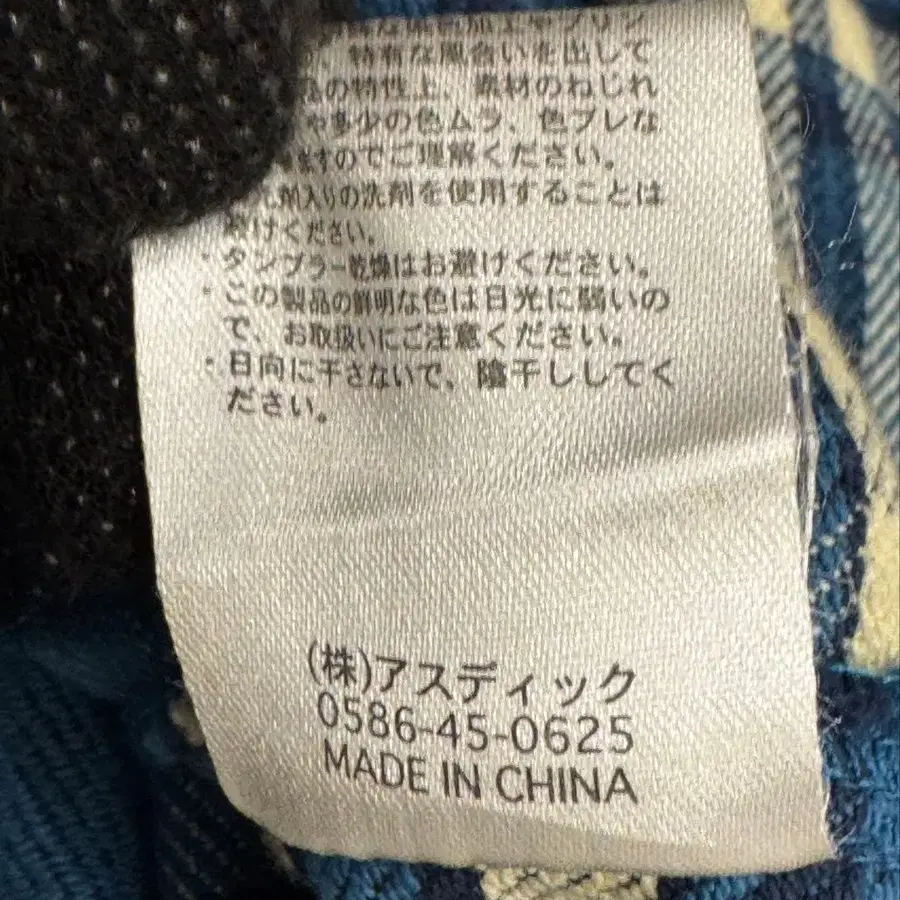 加工やプリン
特有な風合いを出して
の特性上、素材のねじれ
や多少の色ムラ、色ブレな
ますのでご理解ください。
剤入りの洗剤を使用することは
けください。
・タンブラー乾燥はお避けください。
・この製品の鮮明な色は日光に弱いの
で、お取扱いにご注意ください。
・日向に干さないで、陰干ししてく
ださい。
(株)アスディック
0586-45-0625
MADE IN CHINA